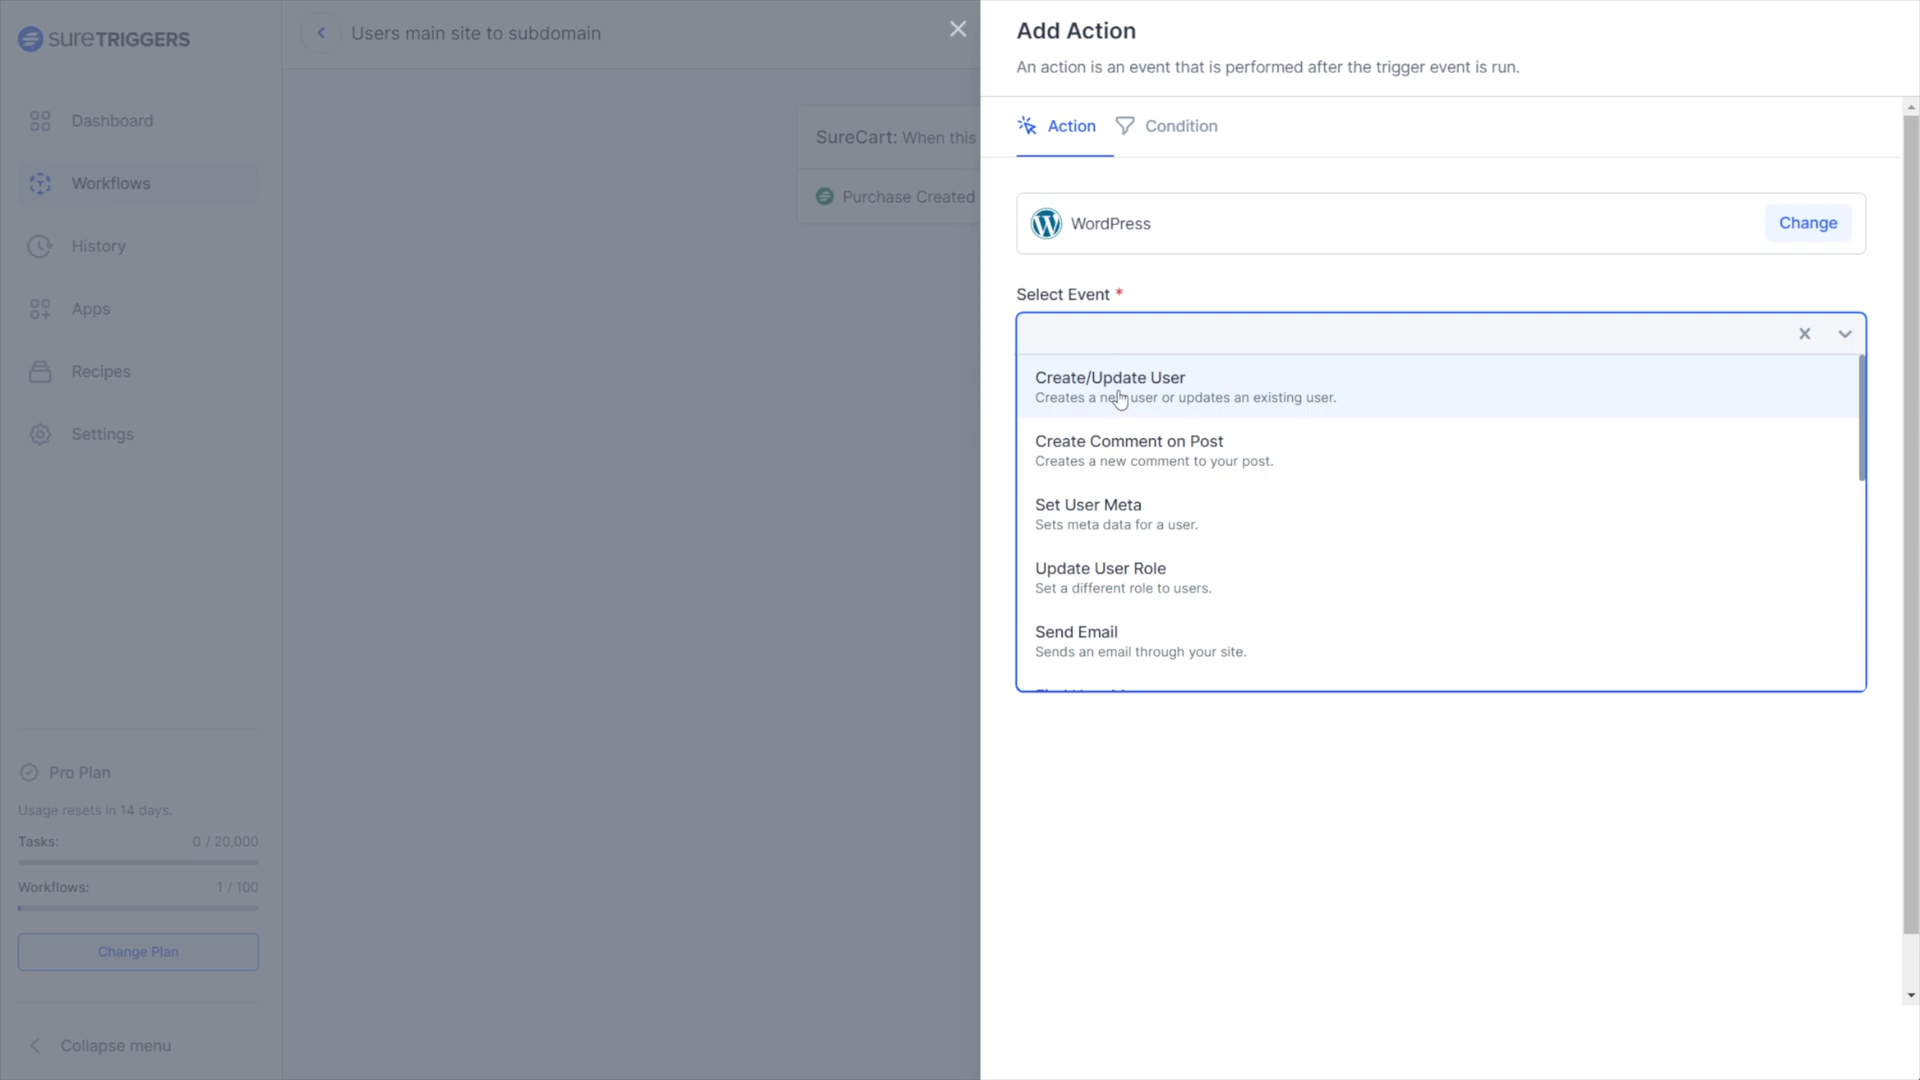 sureTRIGGERS
Dashboard
Workflows
History
Apps
Recipes
Settings
Pro Plan
Usage resets in 14 days.
Tasks: 0 / 20,000
Workflows: 1 / 100
Change Plan
Collapse menu
Users main site to subdomain
SureCart: When this
Purchase Created
Add Action
An action is an event that is performed after the trigger event is run.
Action Condition
WordPress Change
Select Event *
Create/Update User
Creates a new user or updates an existing user.
Create Comment on Post
Creates a new comment to your post.
Set User Meta
Sets meta data for a user.
Update User Role
Set a different role to users.
Send Email
Sends an email through your site.